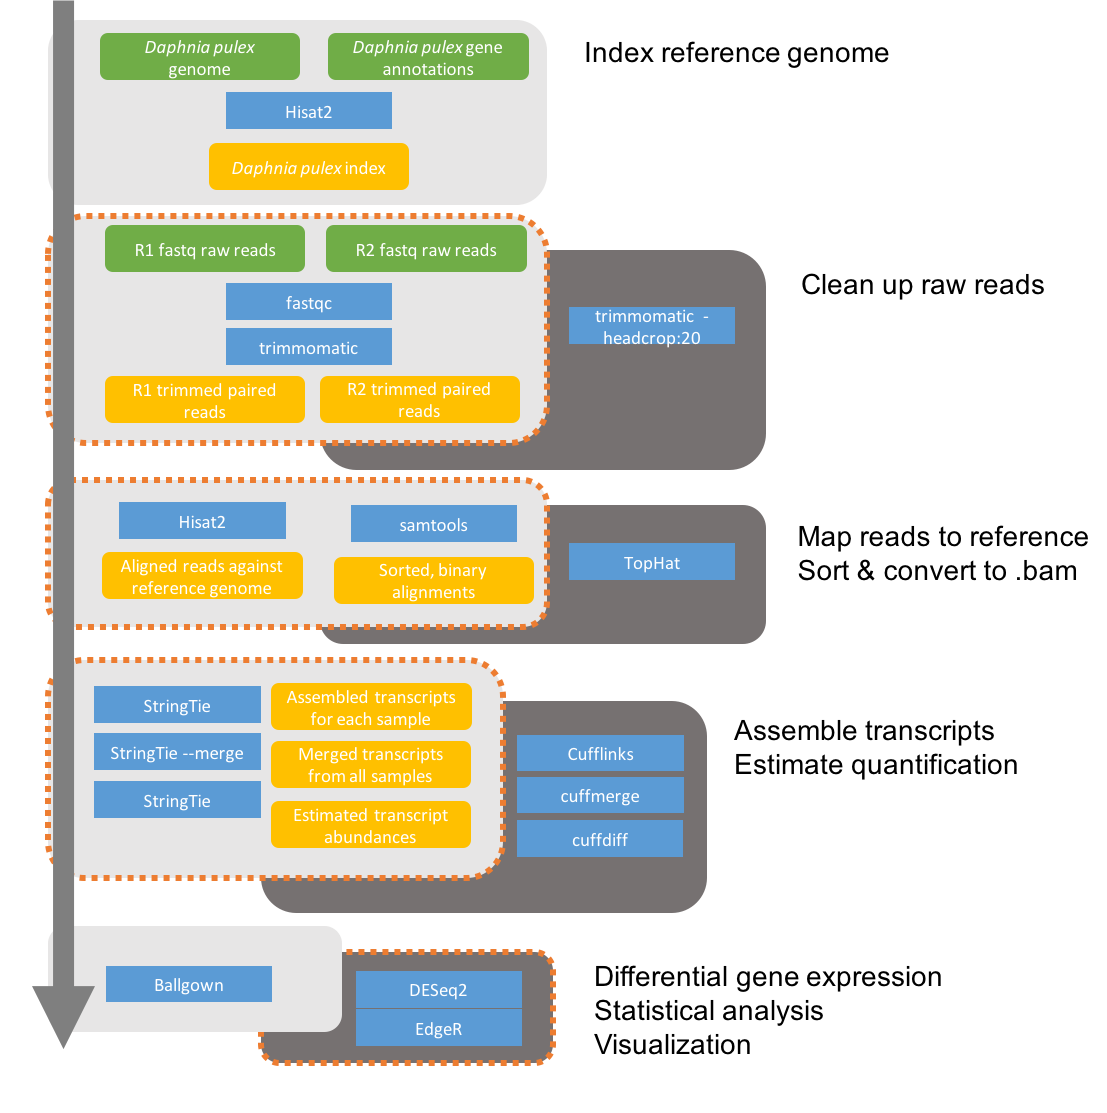 Daphnia pulex
genome
Daphnia pulex gene
annotations
Index reference genome
Hisat2
Daphnia pulex index
R1 fastq raw reads
R2 fastq raw reads
fastqc
trimmomatic
R1 trimmed paired
reads
R2 trimmed paired
reads
trimmomatic -
headcrop:20
Clean up raw reads
Hisat2
samtools
Aligned reads against
reference genome
Sorted, binary
alignments
TopHat
Map reads to reference
Sort & convert to .bam
StringTie
Assembled transcripts
for each sample
StringTie --merge
Merged transcripts
from all samples
StringTie
Estimated transcript
abundances
Cufflinks
cuffmerge
cuffdiff
Assemble transcripts
Estimate quantification
Ballgown
DESeq2
EdgeR
Differential gene expression
Statistical analysis
Visualization